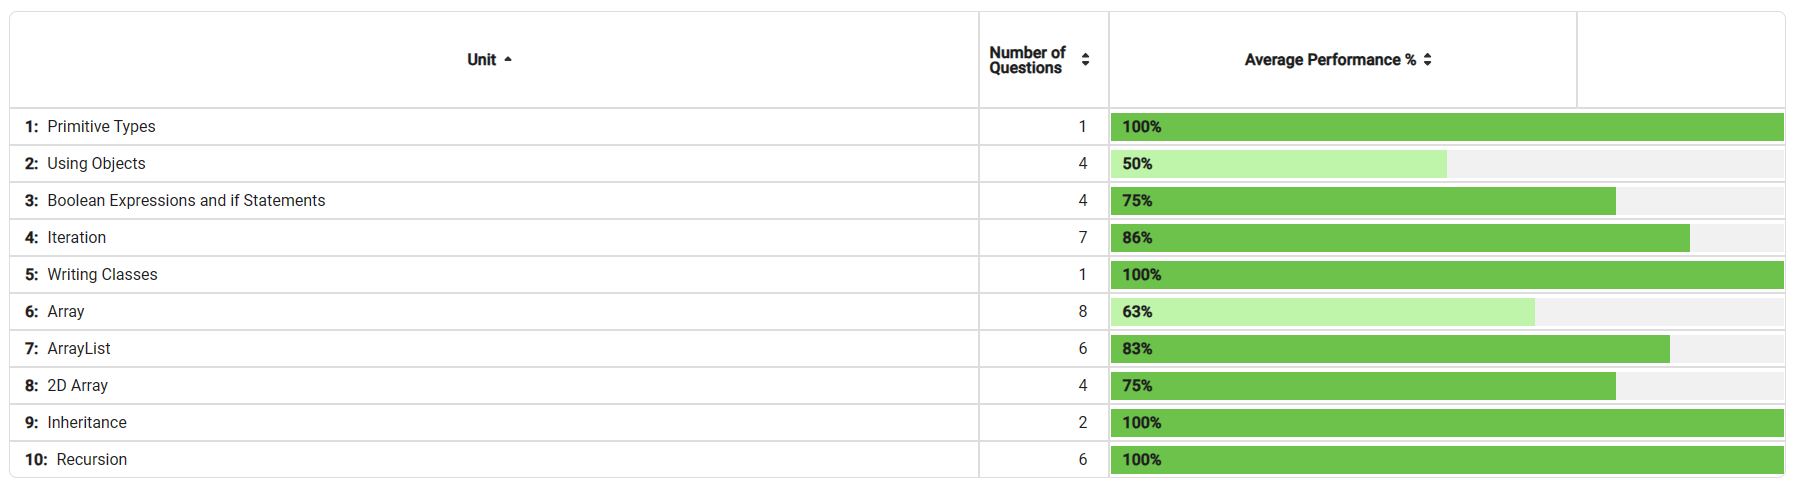 Unit Number of Questions Average Performance %
1: Primitive Types 1 100%
2: Using Objects 4 50%
3: Boolean Expressions and if Statements 4 75%
4: Iteration 7 86%
5: Writing Classes 1 100%
6: Array 8 63%
7: ArrayList 6 83%
8: 2D Array 4 75%
9: Inheritance 2 100%
10: Recursion 6 100%